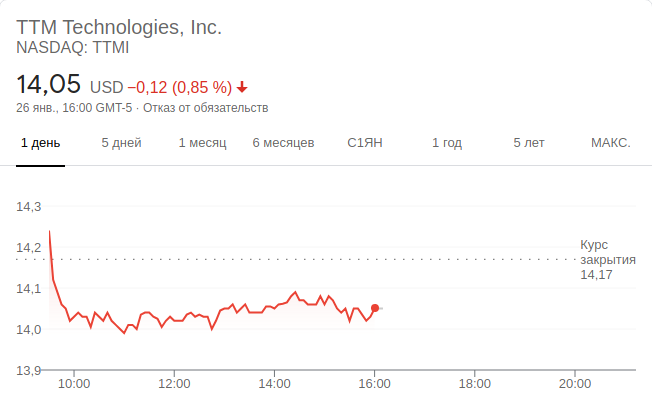 TTM Technologies, Inc.
NASDAQ: TTMI
14,05 USD −0,12 (0,85 %)
26 янв., 16:00 GMT-5 · Отказ от обязательств
1 день 5 дней 1 месяц 6 месяцев С1ЯН 1 год 5 лет МАКС.
14,3
14,2
Курс
закрытия
14,17
14,1
14,0
13,9
10:00 12:00 14:00 16:00 18:00 20:00